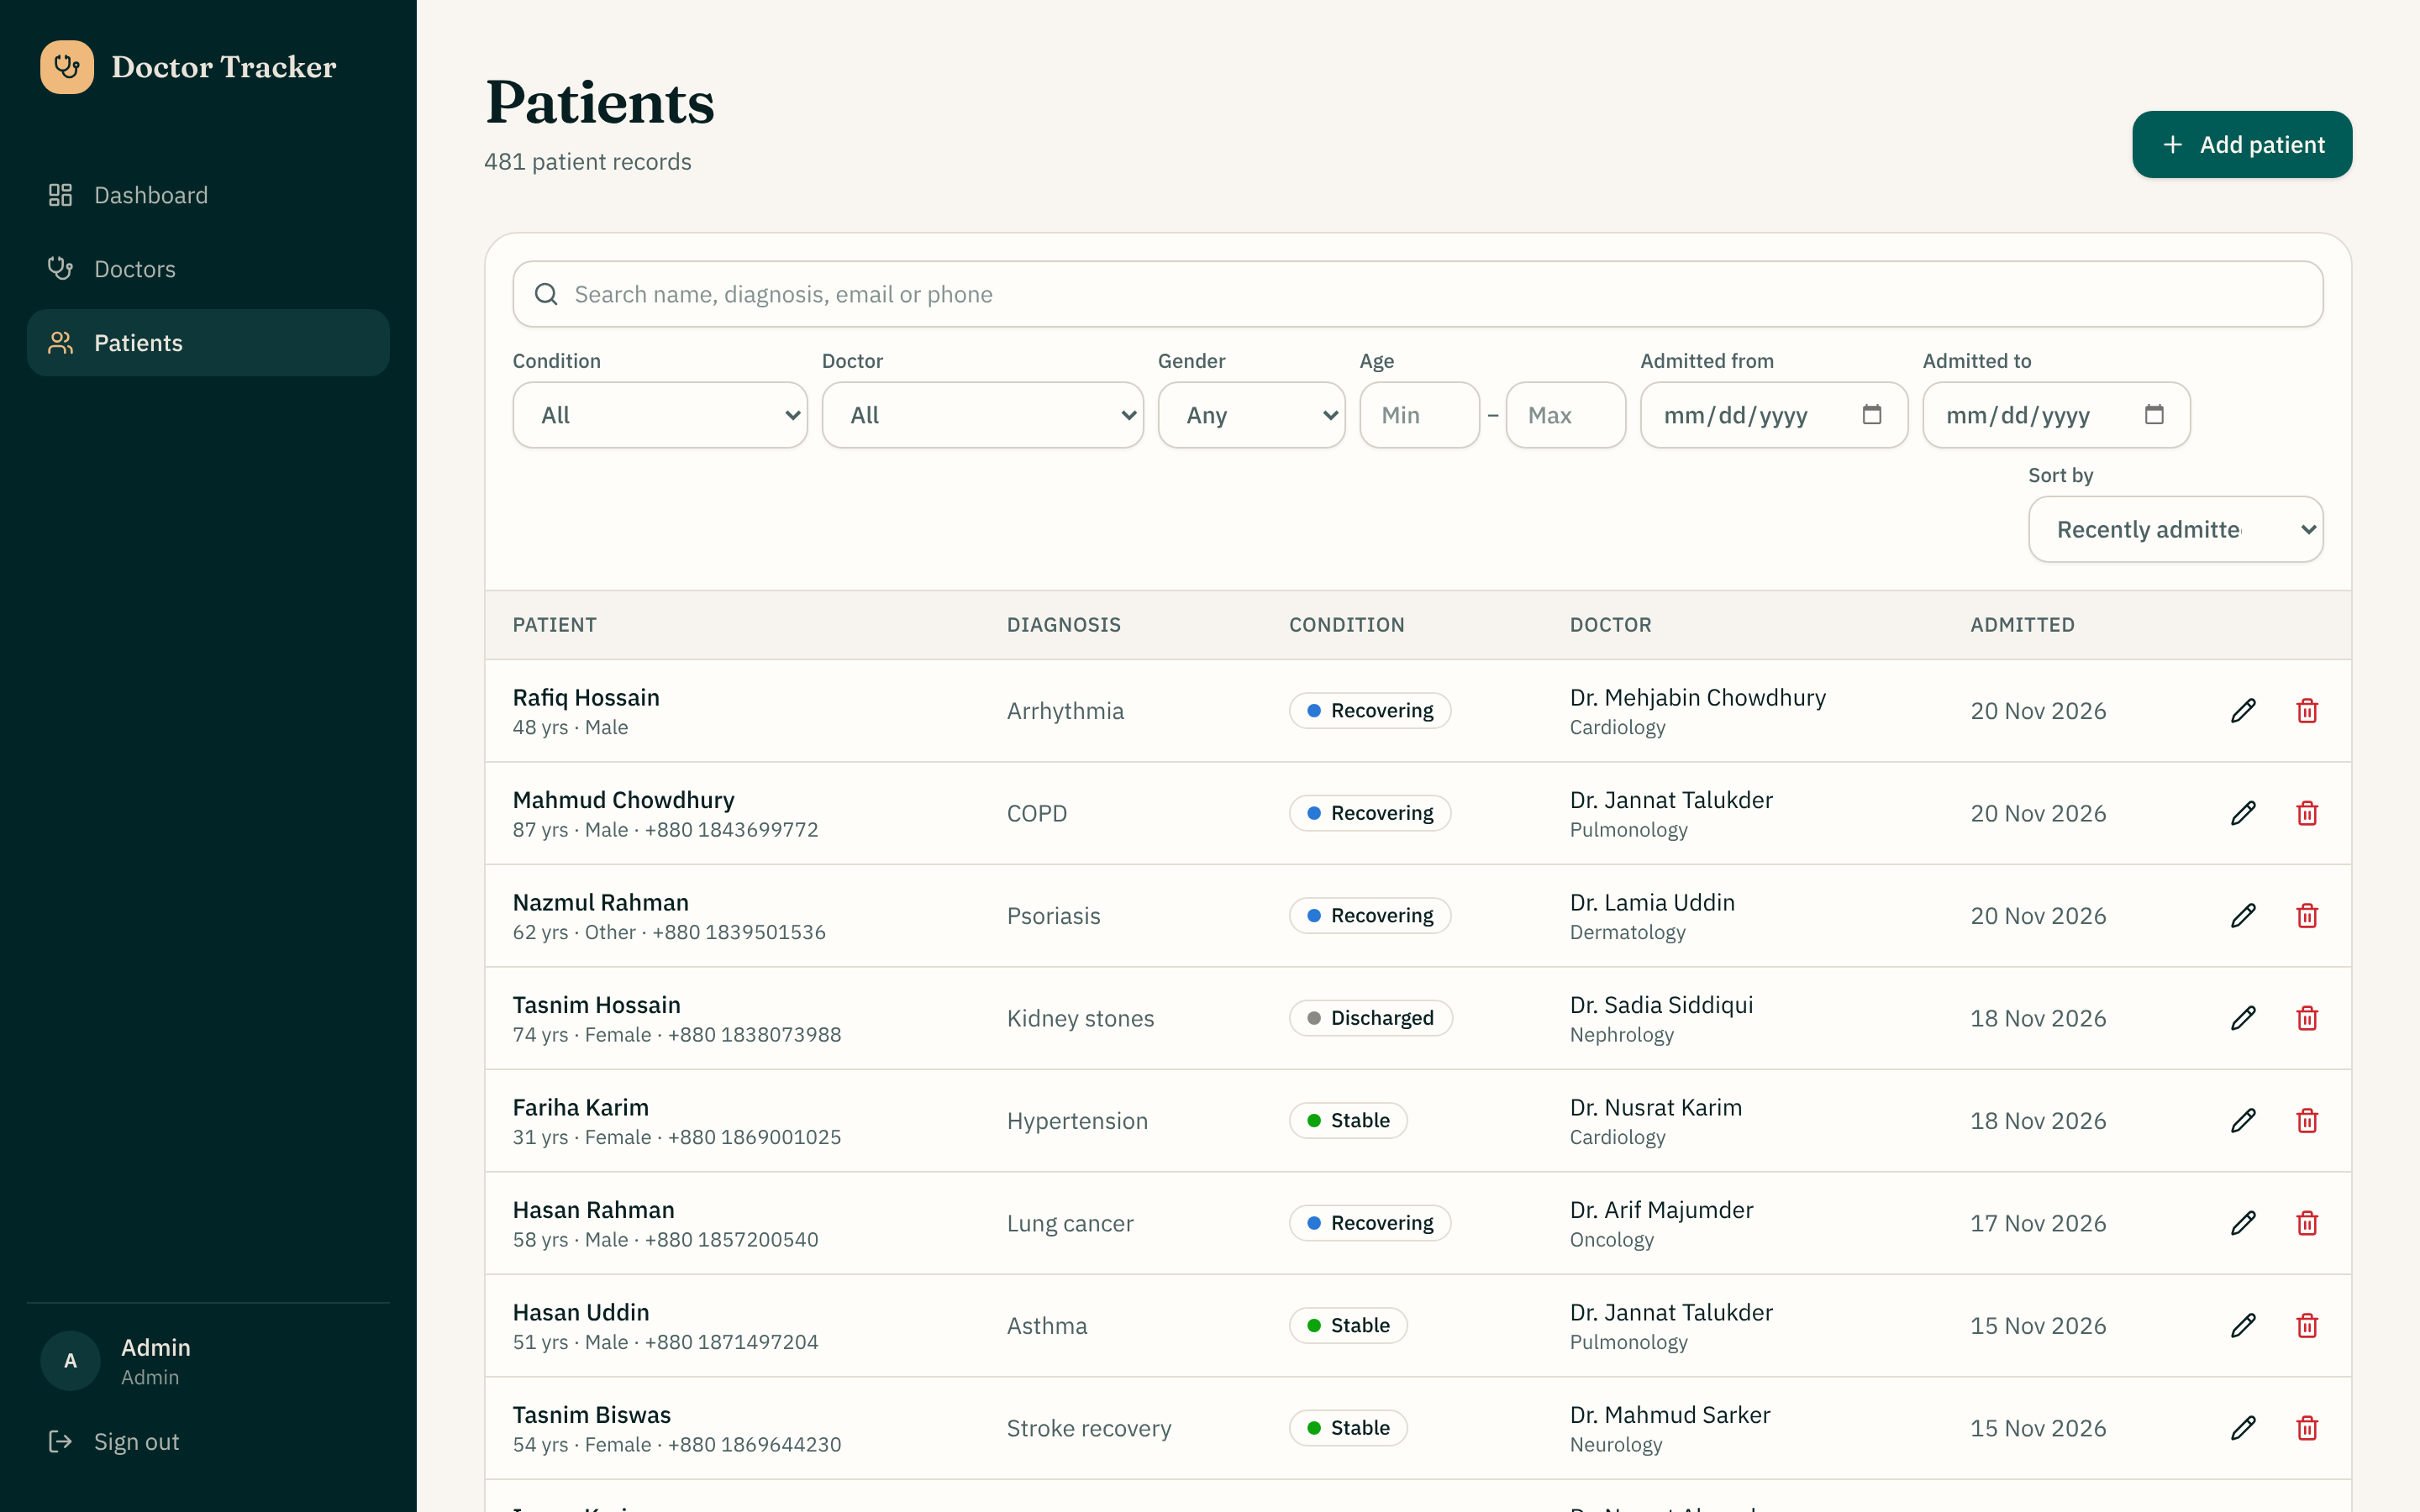 Doctor Tracker
Dashboard
Doctors
Patients
A
Admin
Admin
Sign out
Patients
481 patient records
Add patient
Search name, diagnosis, email or phone
Condition Doctor Gender Age Admitted from Admitted to
All All Any Min – Max mm/dd/yyyy mm/dd/yyyy
Sort by
Recently admitte
PATIENT DIAGNOSIS CONDITION DOCTOR ADMITTED
Rafiq Hossain
48 yrs · Male
Arrhythmia
Recovering
Dr. Mehjabin Chowdhury
Cardiology
20 Nov 2026
Mahmud Chowdhury
87 yrs · Male · +880 1843699772
COPD
Recovering
Dr. Jannat Talukder
Pulmonology
20 Nov 2026
Nazmul Rahman
62 yrs · Other · +880 1839501536
Psoriasis
Recovering
Dr. Lamia Uddin
Dermatology
20 Nov 2026
Tasnim Hossain
74 yrs · Female · +880 1838073988
Kidney stones
Discharged
Dr. Sadia Siddiqui
Nephrology
18 Nov 2026
Fariha Karim
31 yrs · Female · +880 1869001025
Hypertension
Stable
Dr. Nusrat Karim
Cardiology
18 Nov 2026
Hasan Rahman
58 yrs · Male · +880 1857200540
Lung cancer
Recovering
Dr. Arif Majumder
Oncology
17 Nov 2026
Hasan Uddin
51 yrs · Male · +880 1871497204
Asthma
Stable
Dr. Jannat Talukder
Pulmonology
15 Nov 2026
Tasnim Biswas
54 yrs · Female · +880 1869644230
Stroke recovery
Stable
Dr. Mahmud Sarker
Neurology
15 Nov 2026